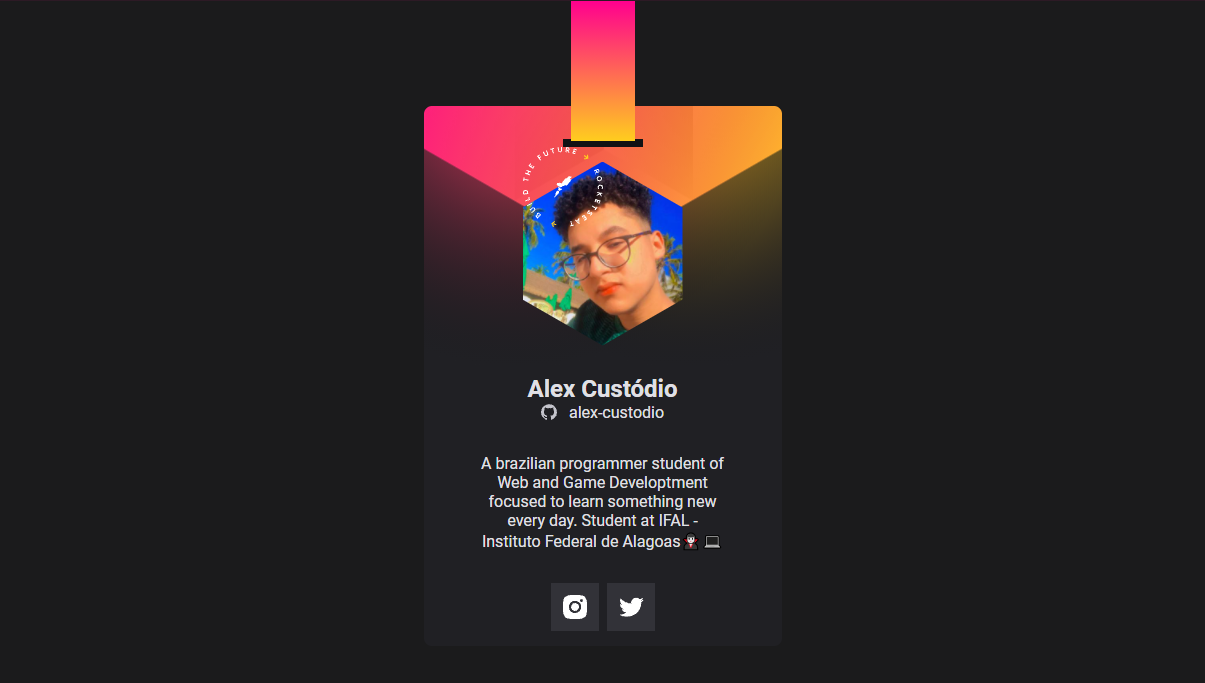 BUILD THE FUTURE
ROCKETSEAT
Alex Custódio
alex-custodio
A brazilian programmer student of
Web and Game Developtment
focused to learn something new
every day. Student at IFAL -
Instituto Federal de Alagoas 🧛🏻‍♂️ 💻